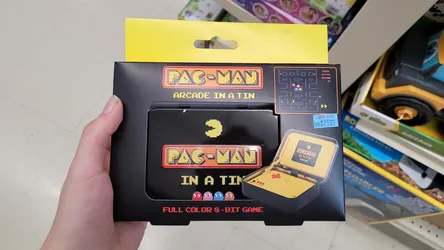 PAC-MAN
ARCADE IN A TIN
PAC-MAN
IN A TIN
FULL COLOR 8-BIT GAME